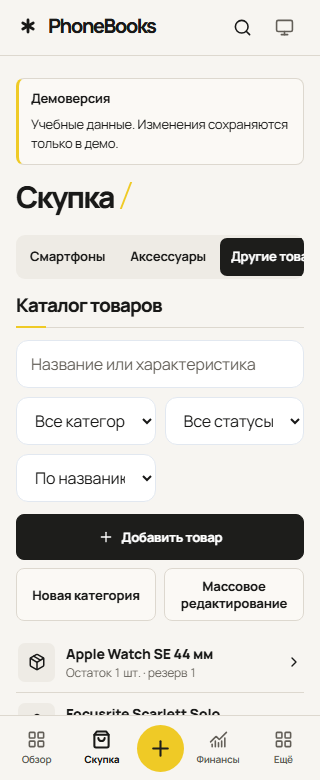 PhoneBooks
Демоверсия
Учебные данные. Изменения сохраняются
только в демо.
Скупка /
Смартфоны Аксессуары Другие това
Каталог товаров
Название или характеристика
Все категор Все статусы
По названик
+ Добавить товар
Новая категория Массовое
редактирование
Apple Watch SE 44 мм
Остаток 1 шт. · резерв 1
Focusrite Scarlett Solo
Обзор Скупка Финансы Ещё